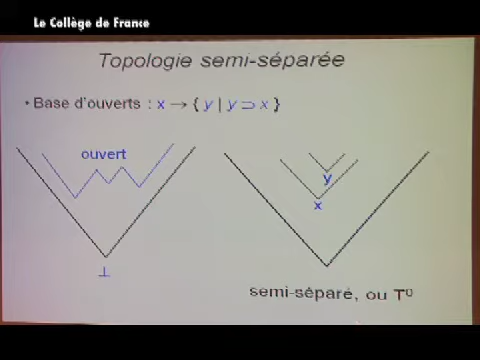 Le Collège de France
Topologie semi-séparée
• Base d'ouverts : x → { y | y ⊃ x }
ouvert
y
x
⊥
semi-séparé, ou T⁰